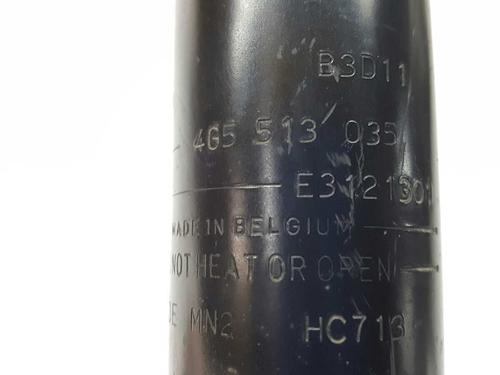 B3D11
4G5 513 035
E3121301
MADE IN BELGIUM
NOT HEAT OR OPEN
MN2 HC713